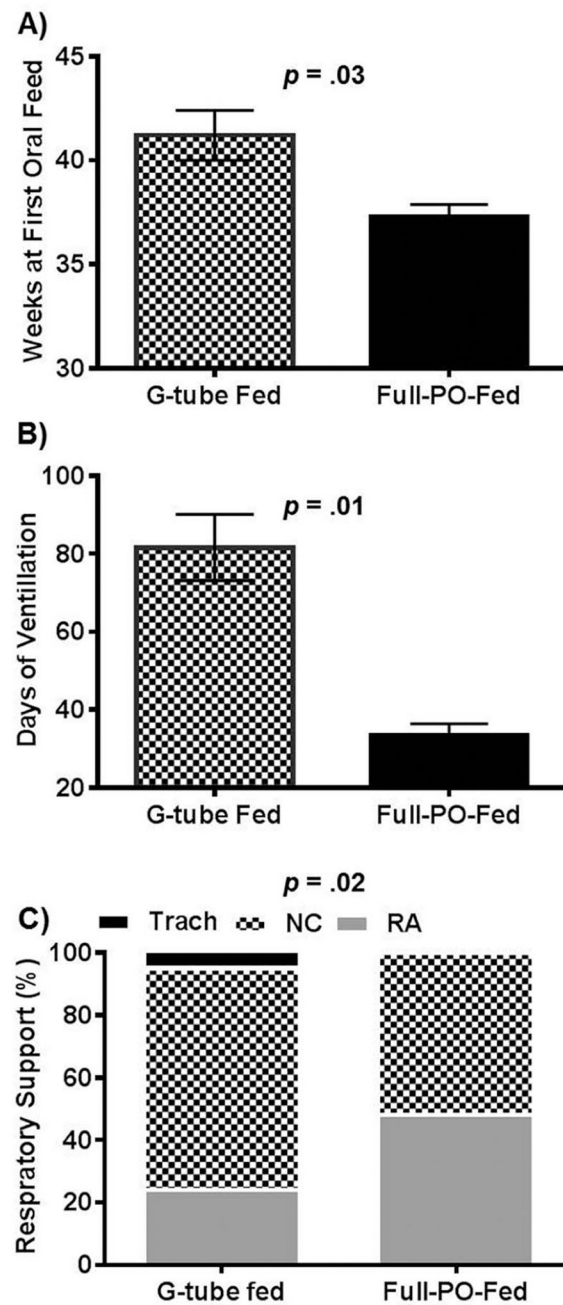 A)
p = .03
Weeks at First Oral Feed
45
40
35
30
G-tube Fed Full-PO-Fed
B)
p = .01
Days of Ventillation
100
80
60
40
20
G-tube Fed Full-PO-Fed
p = .02
C) Trach NC RA
Respratory Support (%)
100
80
60
40
20
0
G-tube fed Full-PO-Fed